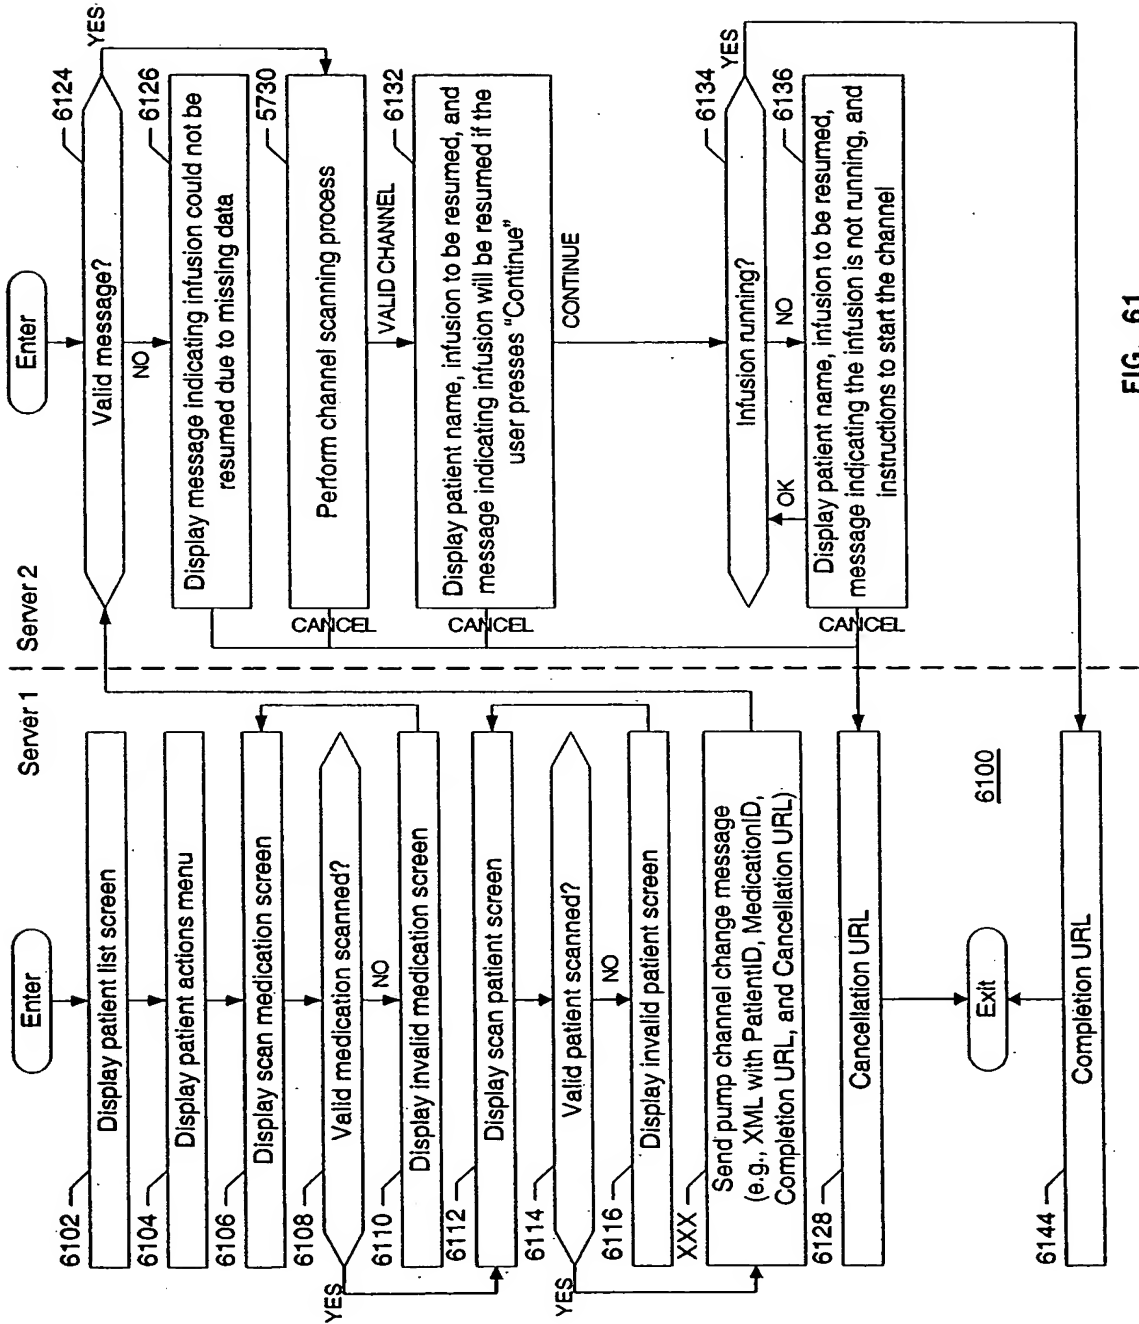 Server 1
Enter
6102
Display patient list screen
6104
Display patient actions menu
6106
Display scan medication screen
6108
Valid medication scanned?
YES
NO
6110
Display invalid medication screen
6112
Display scan patient screen
6114
Valid patient scanned?
YES
NO
6116
Display invalid patient screen
XXX
Send pump channel change message
(e.g., XML with PatientID, MedicationID,
Completion URL, and Cancellation URL)
6128
Cancellation URL
Exit
6100
6144
Completion URL
Server 2
Enter
6124
Valid message?
YES
NO
6126
Display message indicating infusion could not be
resumed due to missing data
5730
Perform channel scanning process
CANCEL
VALID CHANNEL
6132
Display patient name, infusion to be resumed, and
message indicating infusion will be resumed if the
user presses "Continue"
CANCEL
CONTINUE
6134
Infusion running?
YES
NO
OK
6136
Display patient name, infusion to be resumed,
message indicating the infusion is not running, and
instructions to start the channel
CANCEL
FIG. 61